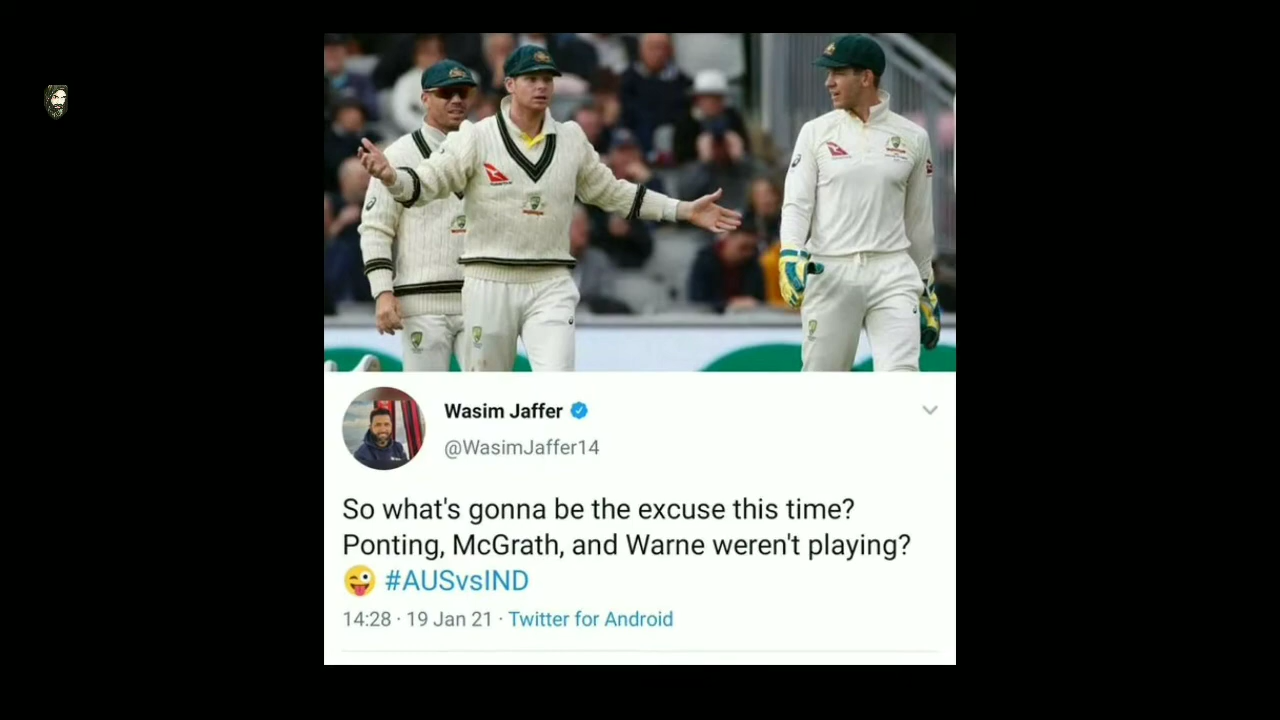 Wasim Jaffer
@WasimJaffer14
So what's gonna be the excuse this time?
Ponting, McGrath, and Warne weren't playing?
😜 #AUSvsIND
14:28 · 19 Jan 21 · Twitter for Android